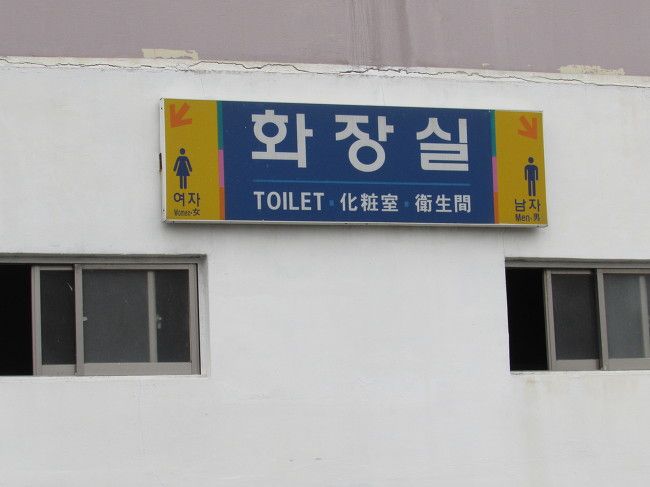 화장실
TOILET · 化粧室 · 衛生間
여자
Women·女
남자
Men·男